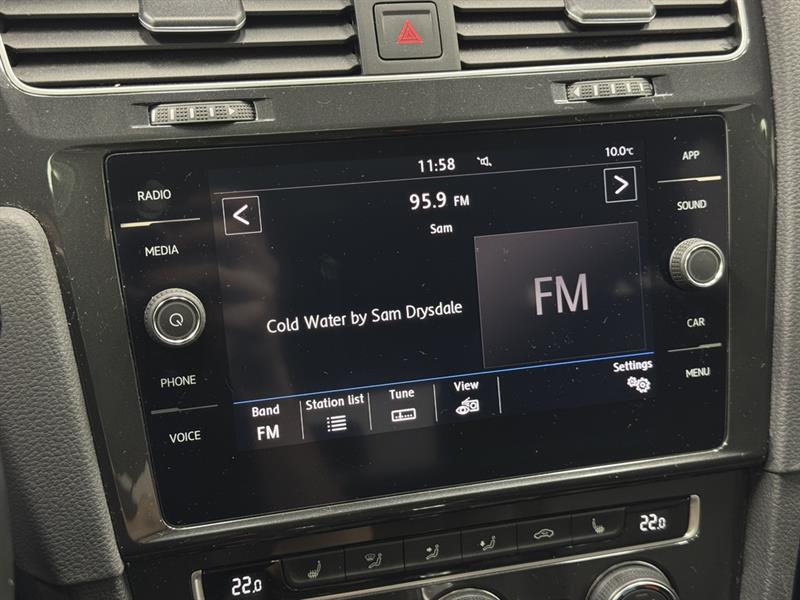 11:58
10.0°C
APP
RADIO
95.9 FM
SOUND
Sam
MEDIA
FM
Cold Water by Sam Drysdale
CAR
PHONE
Settings
MENU
Band
Station list
Tune
View
FM
VOICE
22.0
22.0